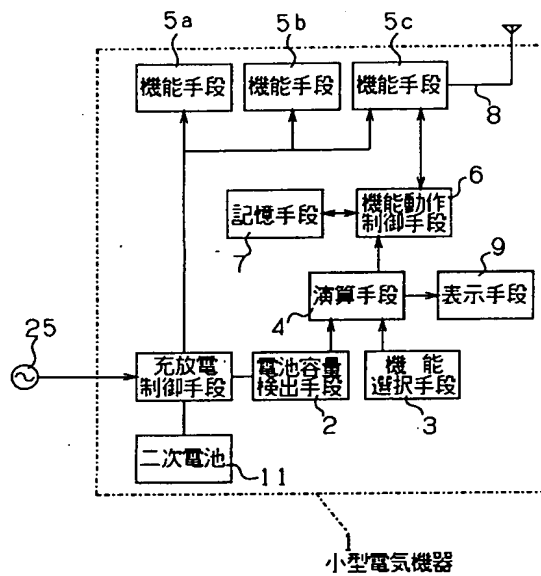 5a
5b
5c
機能手段
機能手段
機能手段
8
6
機能動作
制御手段
記憶手段
7
9
演算手段
表示手段
4
25
充放電
制御手段
電池容量
検出手段
機能
選択手段
2
3
二次電池
11
1
小型電気機器